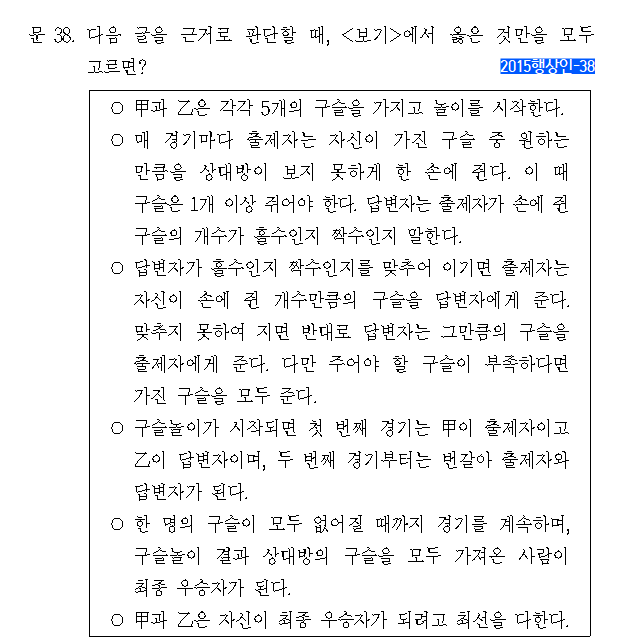 문 38. 다음 글을 근거로 판단할 때, <보기>에서 옳은 것만을 모두
고르면?
2015행상인-38
○ 甲과 乙은 각각 5개의 구슬을 가지고 놀이를 시작한다.
○ 매 경기마다 출제자는 자신이 가진 구슬 중 원하는
만큼을 상대방이 보지 못하게 한 손에 쥔다. 이 때
구슬은 1개 이상 쥐어야 한다. 답변자는 출제자가 손에 쥔
구슬의 개수가 홀수인지 짝수인지 말한다.
○ 답변자가 홀수인지 짝수인지를 맞추어 이기면 출제자는
자신이 손에 쥔 개수만큼의 구슬을 답변자에게 준다.
맞추지 못하여 지면 반대로 답변자는 그만큼의 구슬을
출제자에게 준다. 다만 주어야 할 구슬이 부족하다면
가진 구슬을 모두 준다.
○ 구슬놀이가 시작되면 첫 번째 경기는 甲이 출제자이고
乙이 답변자이며, 두 번째 경기부터는 번갈아 출제자와
답변자가 된다.
○ 한 명의 구슬이 모두 없어질 때까지 경기를 계속하며,
구슬놀이 결과 상대방의 구슬을 모두 가져온 사람이
최종 우승자가 된다.
○ 甲과 乙은 자신이 최종 우승자가 되려고 최선을 다한다.